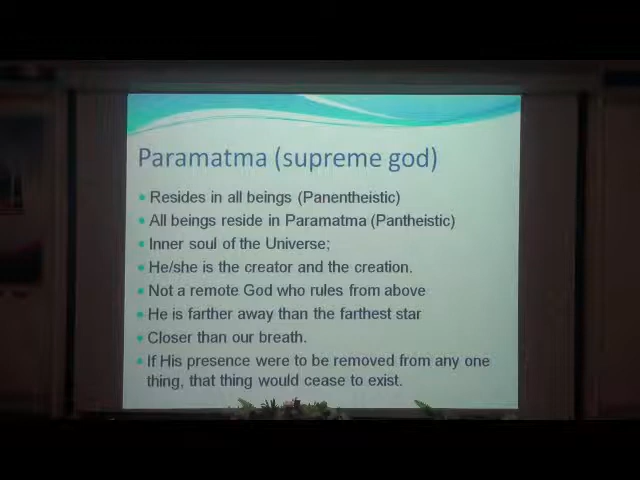 Paramatma (supreme god)
• Resides in all beings (Panentheistic)
• All beings reside in Paramatma (Pantheistic)
• Inner soul of the Universe;
• He/she is the creator and the creation.
• Not a remote God who rules from above
• He is farther away than the farthest star
• Closer than our breath.
• If His presence were to be removed from any one
thing, that thing would cease to exist.